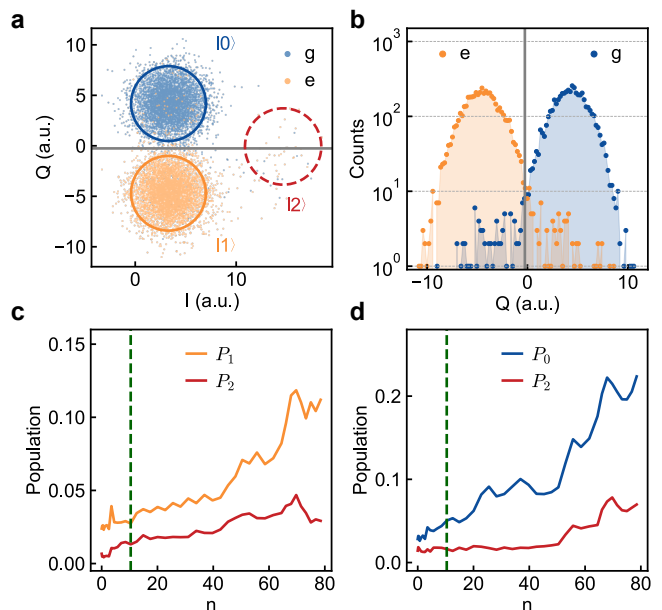 a
|0⟩
g
e
|2⟩
|1⟩
10
5
0
−5
−10
Q (a.u.)
0
10
I (a.u.)
b
e
g
10³
10²
10¹
10⁰
Counts
−10
0
10
Q (a.u.)
c
P₁
P₂
0.15
0.10
0.05
0.00
Population
0
20
40
60
80
n
d
P₀
P₂
0.2
0.1
0.0
Population
0
20
40
60
80
n